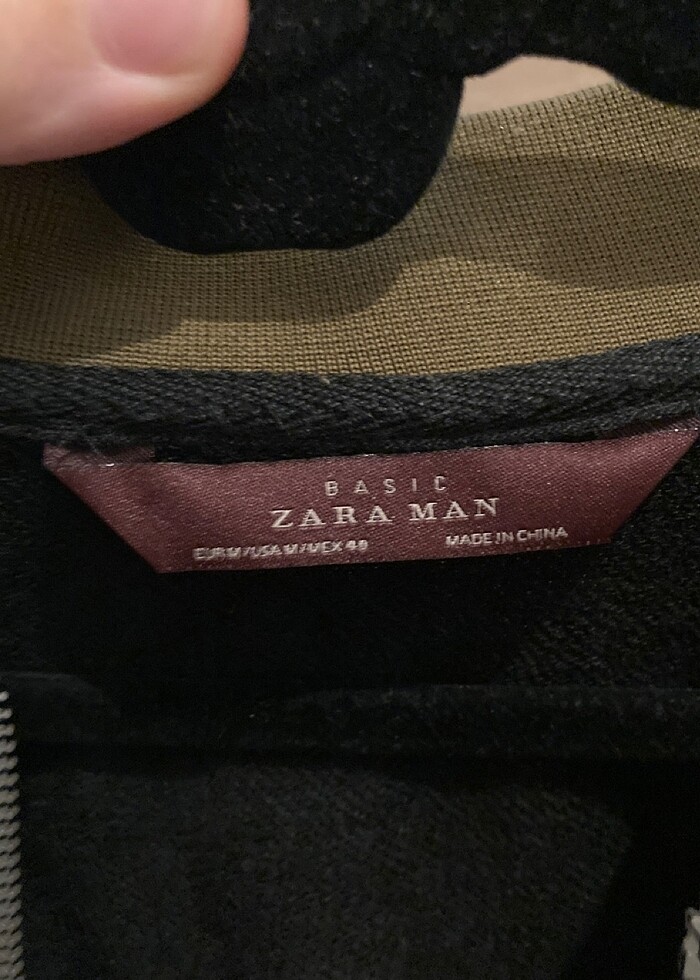 BASIC
ZARA MAN
EUR M/USA M/MEX 40 MADE IN CHINA